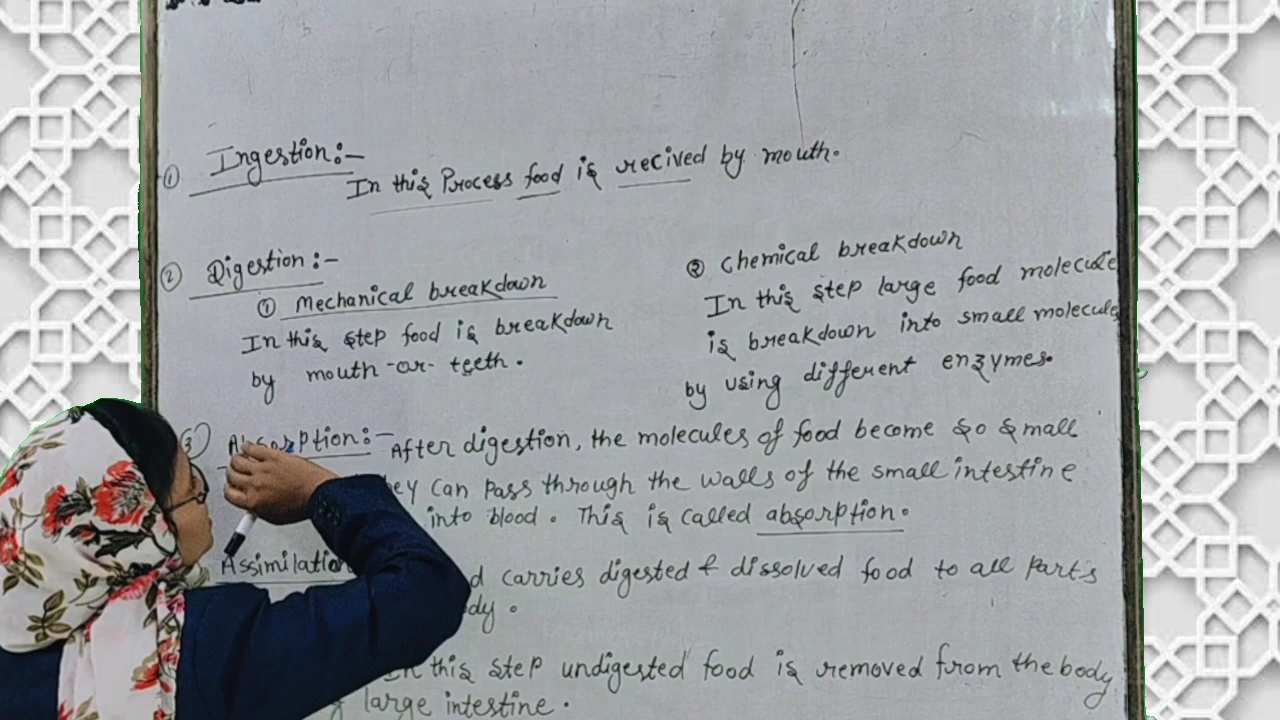 ① Ingestion:-
In this Process food is recived by mouth.
② Digestion:-
① Mechanical breakdown
In this step food is breakdown
by mouth -or- teeth.
② Chemical breakdown
In this step large food molecule
is breakdown into small molecule
by using different enzymes.
③ Absorption:- After digestion, the molecules of food become so small
ey can pass through the walls of the small intestine
into blood. This is called absorption.
Assimilation d carries digested & dissolved food to all parts
dy.
In this step undigested food is removed from the body
large intestine.